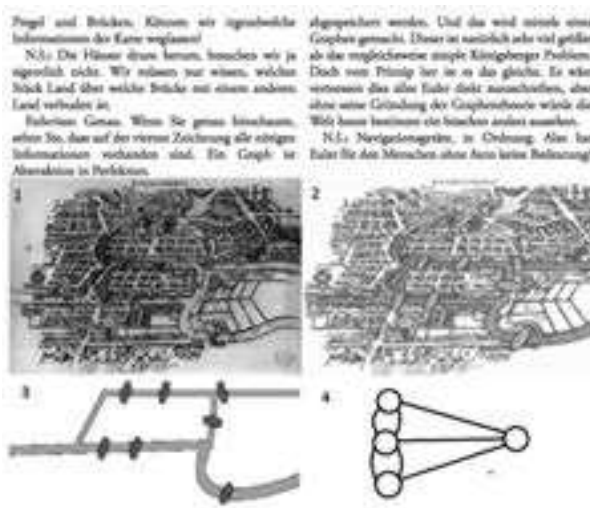 Pregel und Brücken. Können wir irgendwelche
Informationen der Karte weglassen?
N.S.: Die Häuser drum herum, brauchen wir ja
eigentlich nicht. Wir müssen nur wissen, welches
Stück Land über welche Brücke mit einem anderen
Land verbunden ist.
Genau. Wenn Sie genau hinschauen,
sehen Sie, dass auf der vierten Zeichnung alle nötigen
Informationen vorhanden sind. Ein Graph ist
Abstraktion in Perfektion.
abgespeichert werden. Und das wird mittels eines
Graphen gemacht. Dieser ist natürlich sehr viel größer
als das vergleichsweise simple Königsberger Problem.
Doch vom Prinzip her ist es das gleiche. Es wäre
vermessen dies alles Euler direkt zuzuschreiben, aber
ohne seine Gründung der Graphentheorie würde die
Welt heute bestimmt ein bisschen anders aussehen.
N.S.: Navigationsgeräte, in Ordnung. Also hat
Euler für den Menschen ohne Auto keine Bedeutung?
1
2
3
4